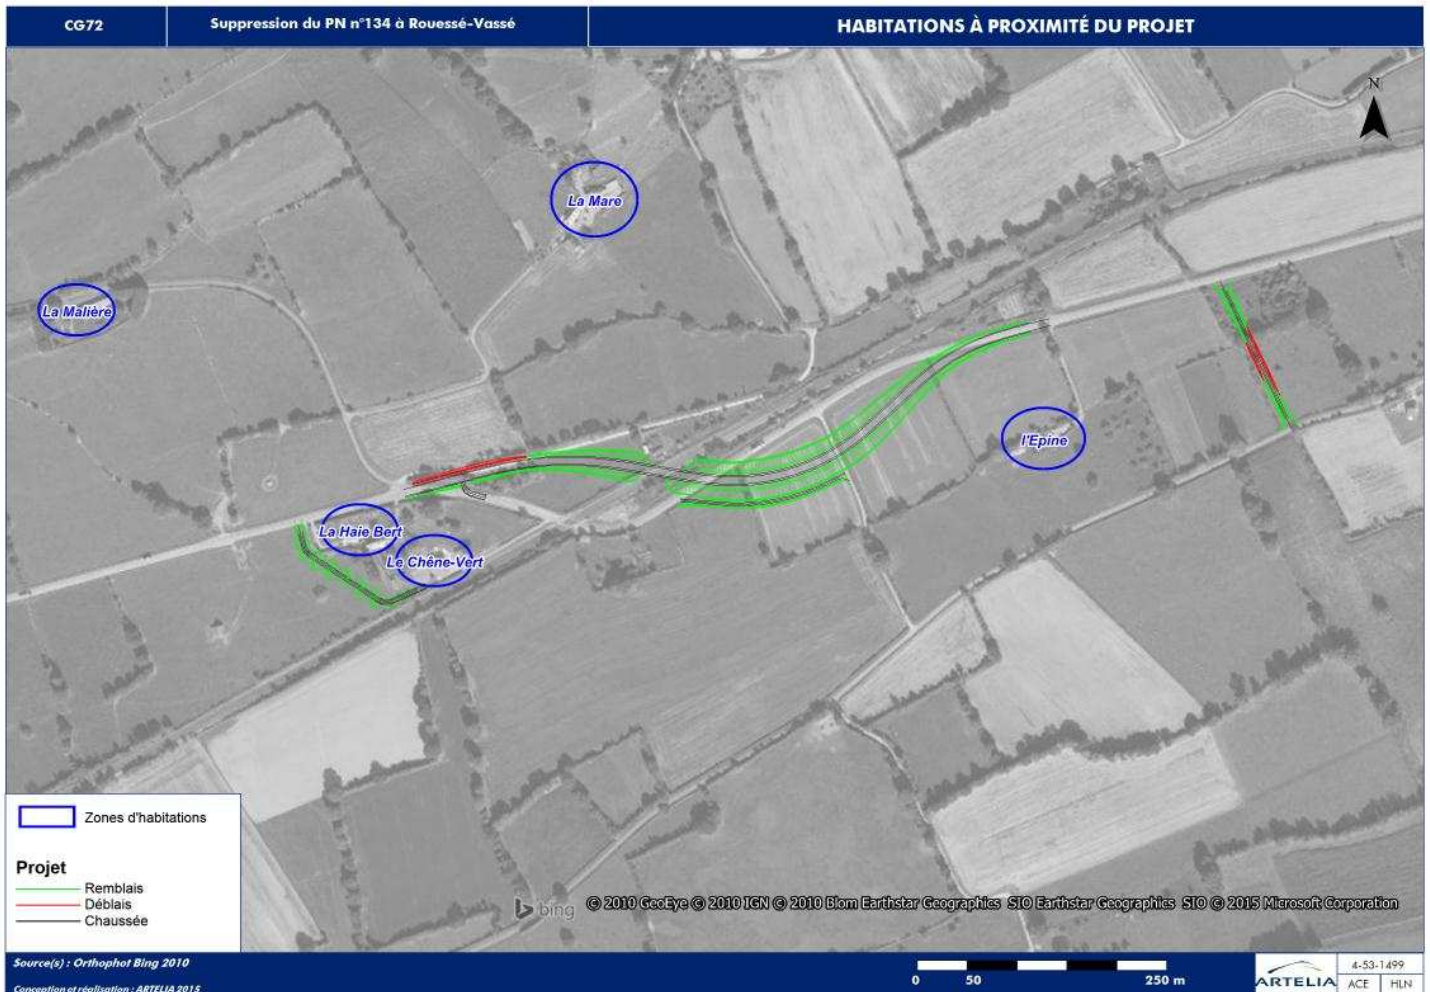 CG72
Suppression du PN n°134 à Rouessé-Vassé
HABITATIONS À PROXIMITÉ DU PROJET
N
La Mare
La Malière
l'Epine
La Haie Bert
Le Chêne-Vert
Zones d'habitations
Projet
Remblais
Déblais
Chaussée
bing
© 2010 GeoEye © 2010 IGN © 2010 Blom Earthstar Geographics SIO Earthstar Geographics SIO © 2015 Microsoft Corporation
Source(s) : Orthophot Bing 2010
Conception et réalisation : ARTELIA 2015
0 50 250 m
ARTELIA
4-53-1499
ACE HLN